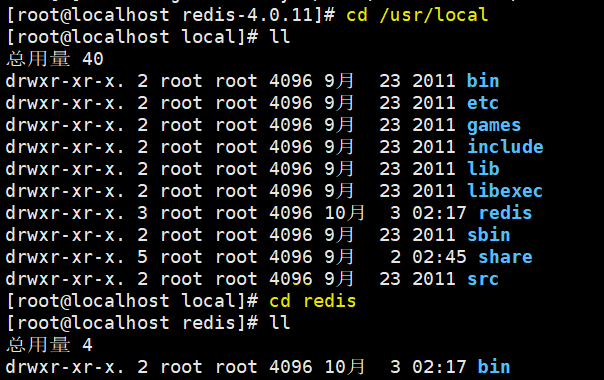 [root@localhost redis-4.0.11]# cd /usr/local
[root@localhost local]# ll
总用量 40
drwxr-xr-x. 2 root root 4096 9月  23 2011 bin
drwxr-xr-x. 2 root root 4096 9月  23 2011 etc
drwxr-xr-x. 2 root root 4096 9月  23 2011 games
drwxr-xr-x. 2 root root 4096 9月  23 2011 include
drwxr-xr-x. 2 root root 4096 9月  23 2011 lib
drwxr-xr-x. 2 root root 4096 9月  23 2011 libexec
drwxr-xr-x. 3 root root 4096 10月  3 02:17 redis
drwxr-xr-x. 2 root root 4096 9月  23 2011 sbin
drwxr-xr-x. 5 root root 4096 9月   2 02:45 share
drwxr-xr-x. 2 root root 4096 9月  23 2011 src
[root@localhost local]# cd redis
[root@localhost redis]# ll
总用量 4
drwxr-xr-x. 2 root root 4096 10月  3 02:17 bin